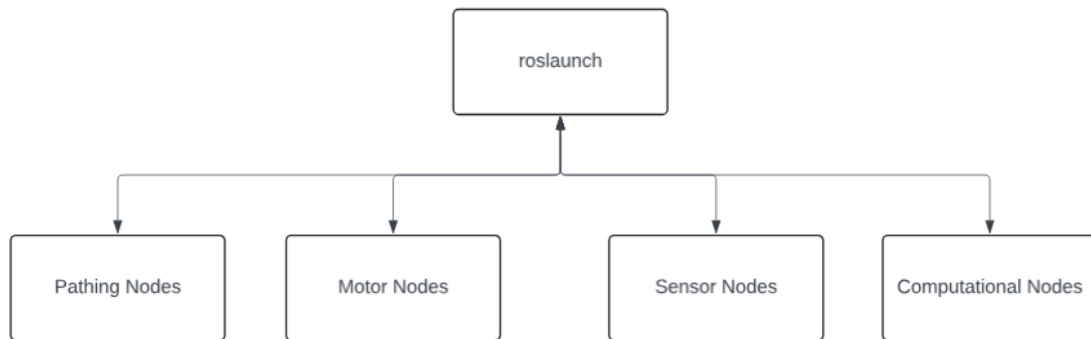 roslaunch
Pathing Nodes
Motor Nodes
Sensor Nodes
Computational Nodes